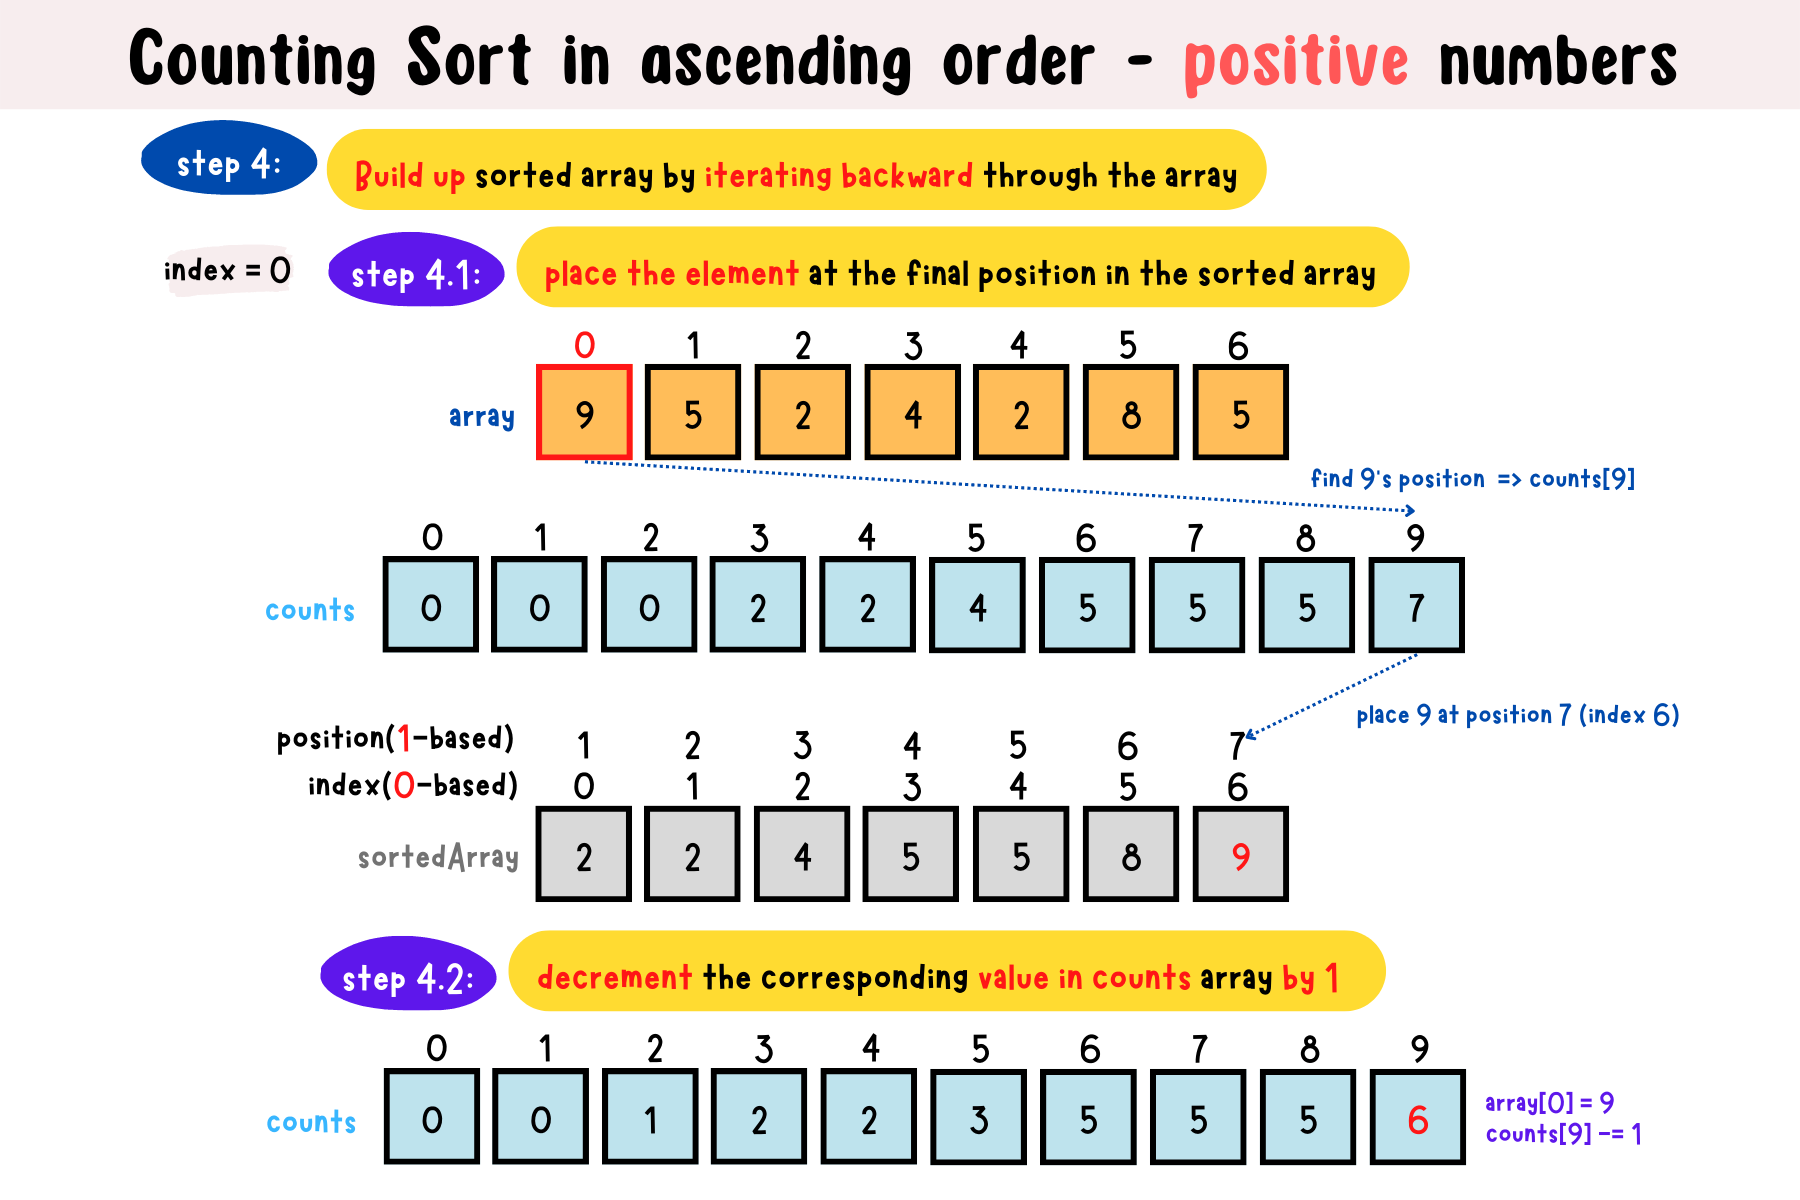 Counting Sort in ascending order - positive numbers
step 4:
Build up sorted array by iterating backward through the array
index = 0
step 4.1:
place the element at the final position in the sorted array
0 1 2 3 4 5 6
array 9 5 2 4 2 8 5
find 9's position => counts[9]
0 1 2 3 4 5 6 7 8 9
counts 0 0 0 2 2 4 5 5 5 7
place 9 at position 7 (index 6)
position(1-based) 1 2 3 4 5 6 7
index(0-based) 0 1 2 3 4 5 6
sortedArray 2 2 4 5 5 8 9
step 4.2:
decrement the corresponding value in counts array by 1
0 1 2 3 4 5 6 7 8 9
counts 0 0 1 2 2 3 5 5 5 6
array[0] = 9
counts[9] -= 1